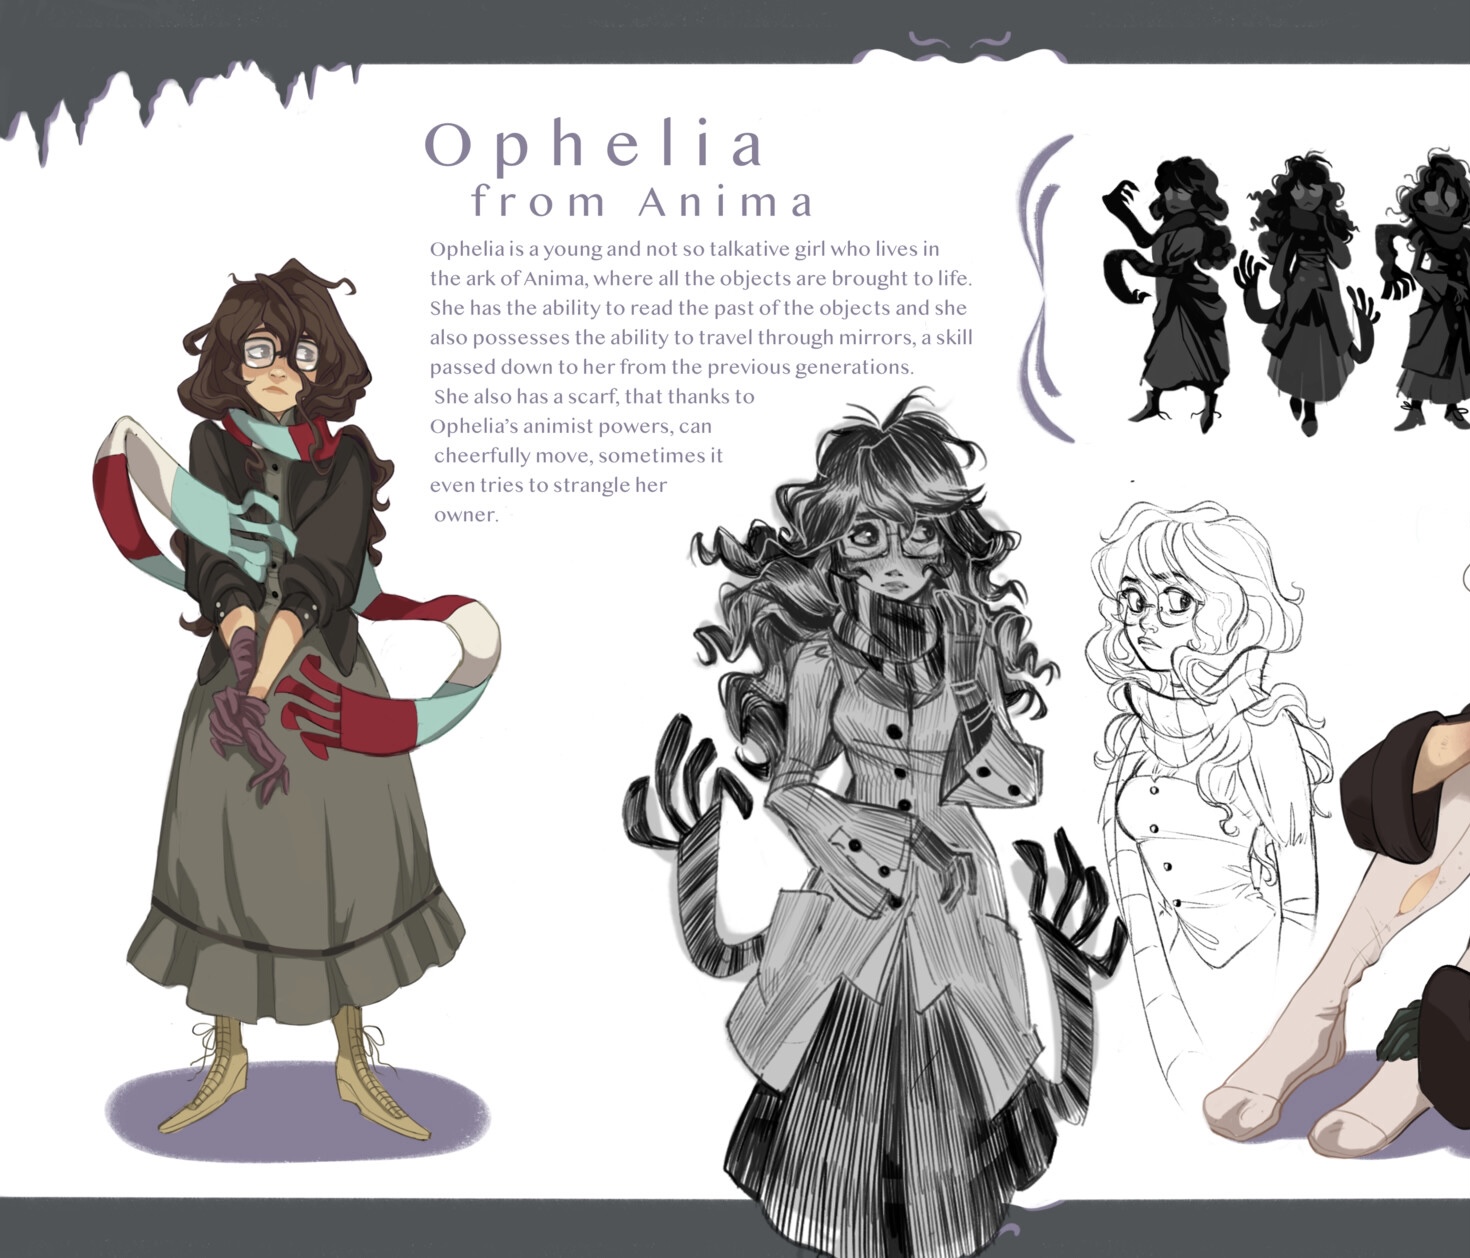 Ophelia
from Anima
Ophelia is a young and not so talkative girl who lives in
the ark of Anima, where all the objects are brought to life.
She has the ability to read the past of the objects and she
also possesses the ability to travel through mirrors, a skill
passed down to her from the previous generations.
She also has a scarf, that thanks to
Ophelia’s animist powers, can
cheerfully move, sometimes it
even tries to strangle her
owner.